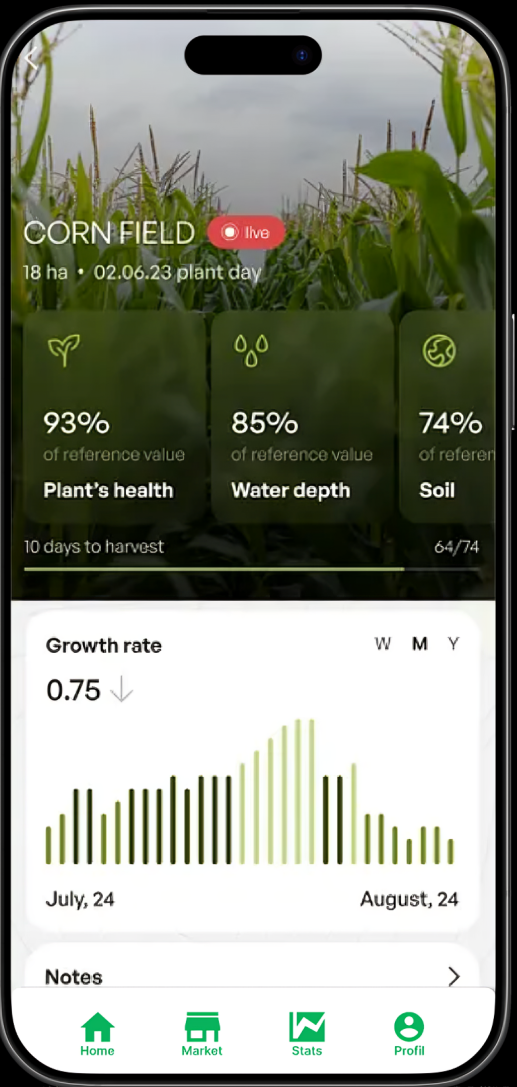 CORN FIELD live
18 ha • 02.06.23 plant day
93% 85% 74%
of reference value of reference value of referen
Plant's health Water depth Soil
10 days to harvest 64/74
Growth rate W M Y
0.75
July, 24 August, 24
Notes
Home Market Stats Profil